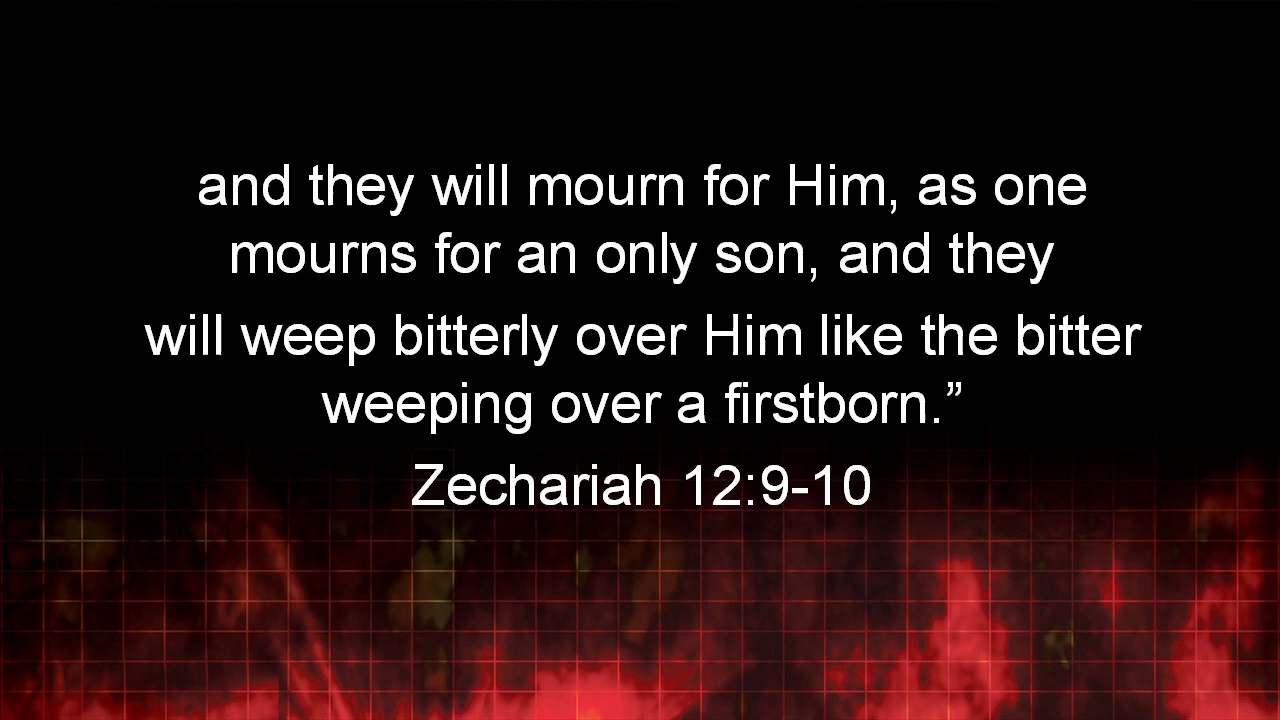 and they will mourn for Him, as one
mourns for an only son, and they
will weep bitterly over Him like the bitter
weeping over a firstborn.”
Zechariah 12:9-10